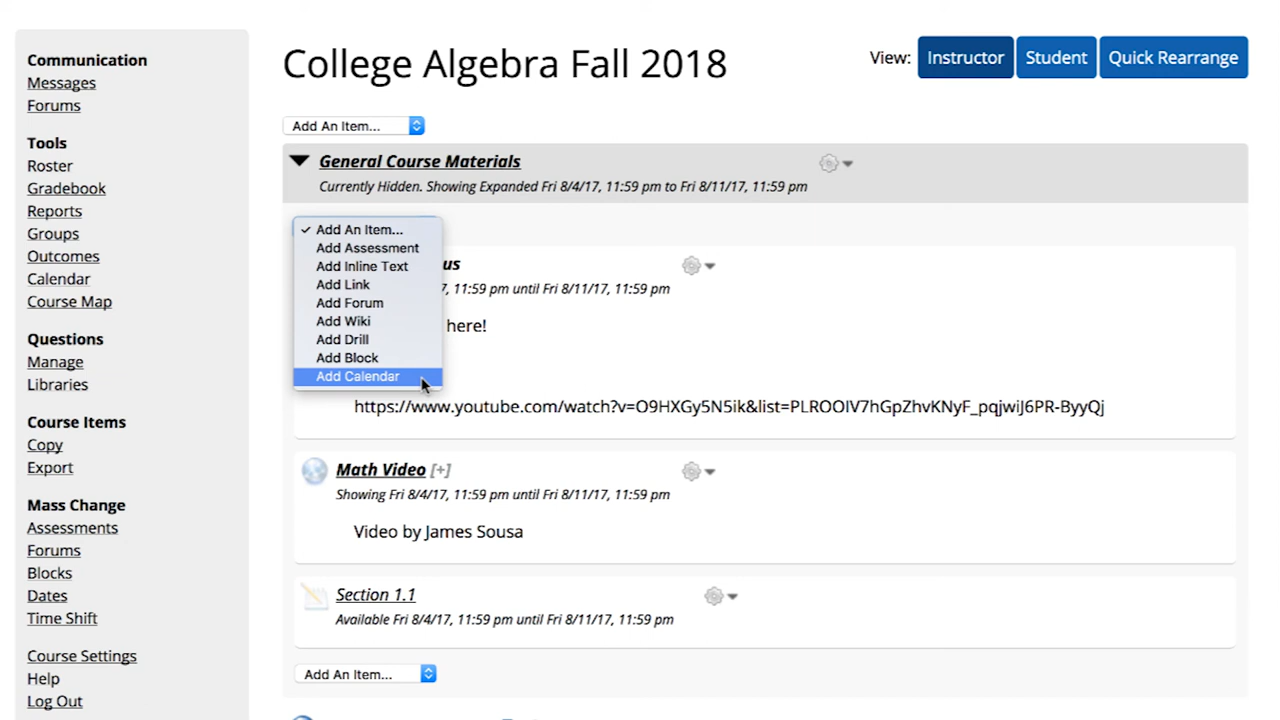 Communication
Messages
Forums
Tools
Roster
Gradebook
Reports
Groups
Outcomes
Calendar
Course Map
Questions
Manage
Libraries
Course Items
Copy
Export
Mass Change
Assessments
Forums
Blocks
Dates
Time Shift
Course Settings
Help
Log Out
College Algebra Fall 2018
View: Instructor Student Quick Rearrange
Add An Item...
General Course Materials
Currently Hidden. Showing Expanded Fri 8/4/17, 11:59 pm to Fri 8/11/17, 11:59 pm
✓ Add An Item...
Add Assessment
Add Inline Text
Add Link
Add Forum
Add Wiki
Add Drill
Add Block
Add Calendar
us
, 11:59 pm until Fri 8/11/17, 11:59 pm
here!
https://www.youtube.com/watch?v=O9HXGy5N5ik&list=PLROOIV7hGpZhvKNyF_pqjwiJ6PR-ByyQj
Math Video [+]
Showing Fri 8/4/17, 11:59 pm until Fri 8/11/17, 11:59 pm
Video by James Sousa
Section 1.1
Available Fri 8/4/17, 11:59 pm until Fri 8/11/17, 11:59 pm
Add An Item...